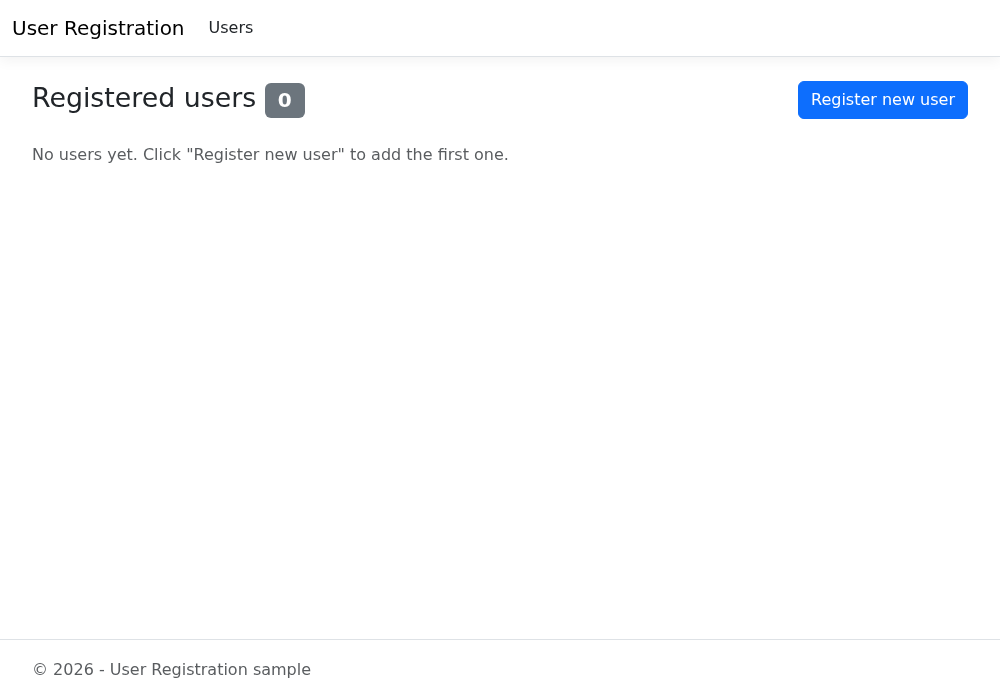 User Registration Users
Registered users 0
Register new user
No users yet. Click "Register new user" to add the first one.
© 2026 - User Registration sample